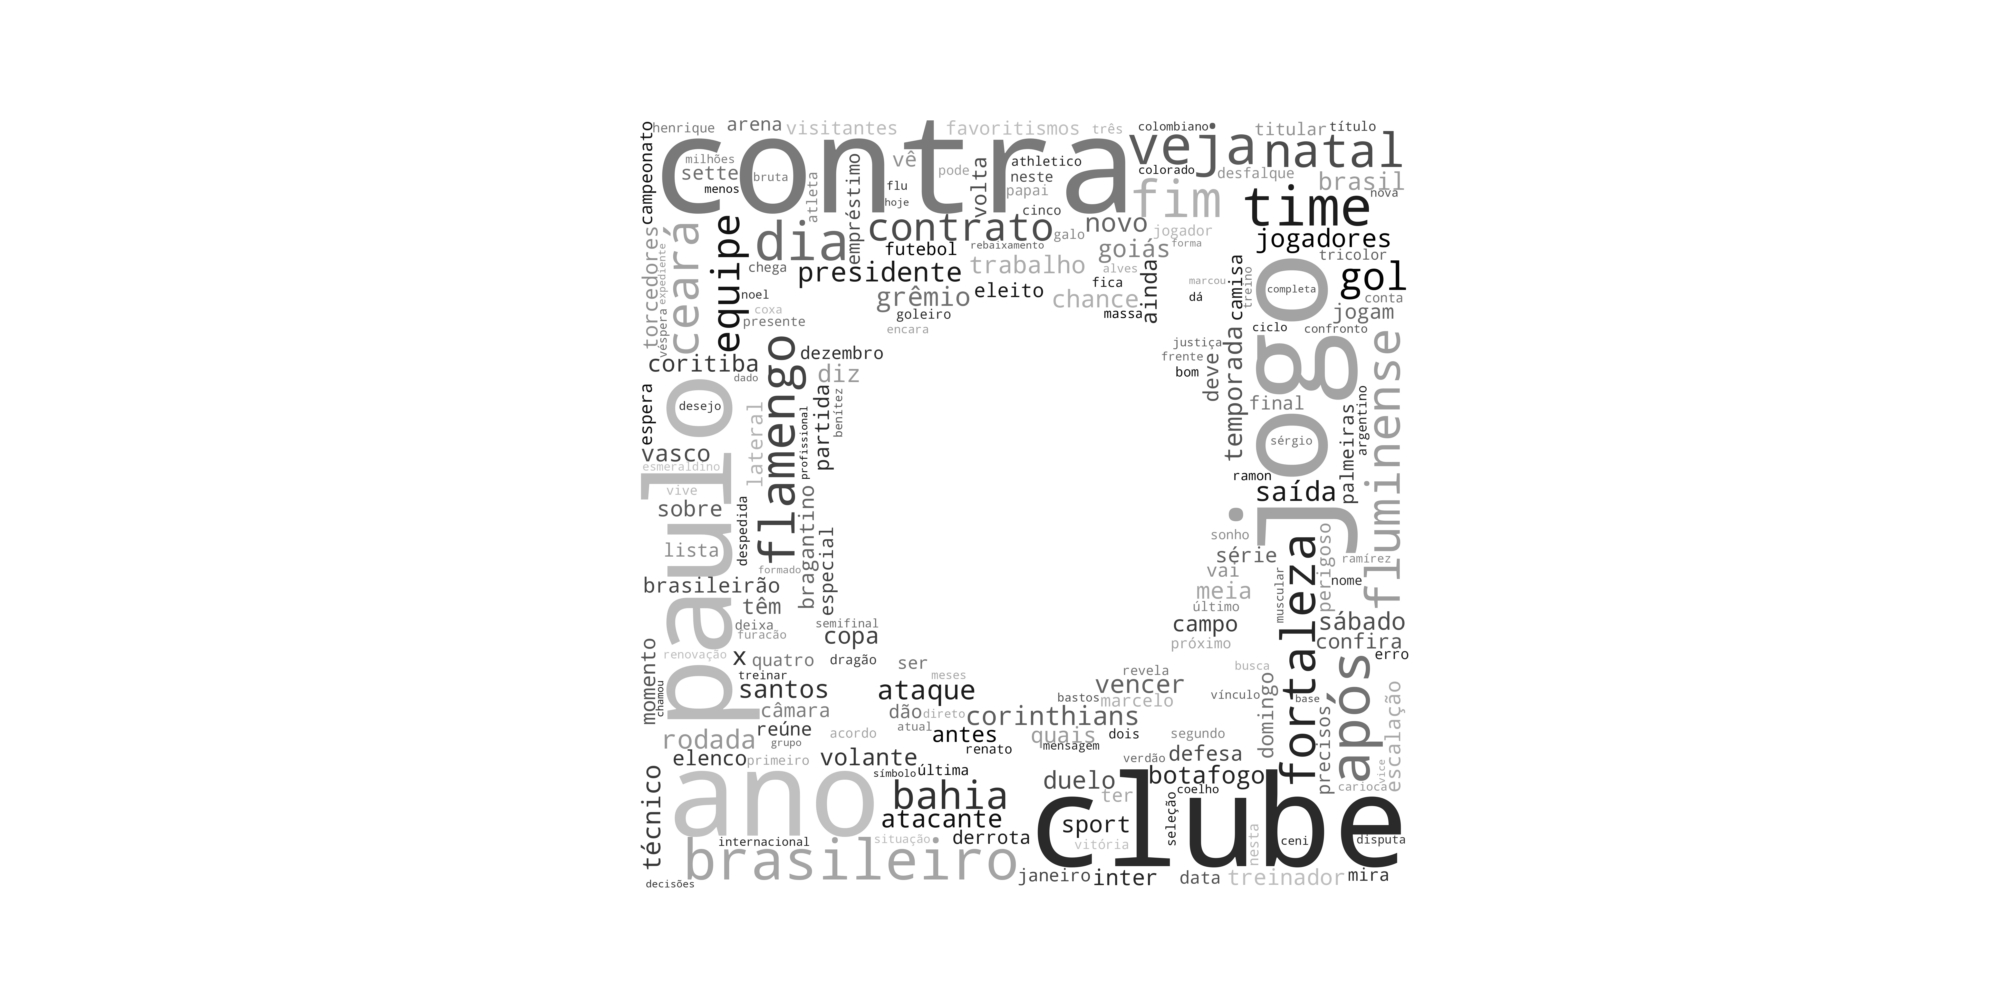 henrique arena visitantes favoritismos três colombiano titular título
campeonato contra veja natal
milhões vê athletico
sette bruta pode volta neste colorado desfalque brasil
menos atleta empréstimo flu papai fim nova
hoje cinco time
torcedores ceará equipe dia contrato novo jogador jogadores
galo futebol rebaixamento goiás forma tricolor
véspera expediente chega presidente trabalho alves ainda camisa treino jogo completa gol
noel grêmio eleito chance fica marcou dá conta
coxa presente goleiro massa jogam
encara ciclo confronto
coritiba flamengo dezembro justiça frente deve temporada fluminense
dado diz bom
espera paulo desejo lateral profissional partida benítez final palmeiras argentino
vasco sérgio
esmeraldino ramon
vive bragantino saída
sobre despedida especial sonho
lista série perigoso ramírez
formado vai fortaleza nome
brasileirão meia muscular
têm último
deixa semifinal campo sábado
furacão copa próximo confira
momento renovação x quatro dragão ser revela busca erro
chamou treinar meses vencer após
santos ataque bastos marcelo vínculo base escalação
câmara dão direto corinthians domingo precisos
reúne acordo atual antes quais dois segundo
rodada grupo renato mensagem
elenco primeiro volante verdão defesa
técnico ano símbolo última duelo botafogo vice
bahia ter clube coelho carioca
atacante sport seleção
internacional situação derrota vitória nesta ceni disputa
brasileiro
decisões janeiro inter data treinador mira